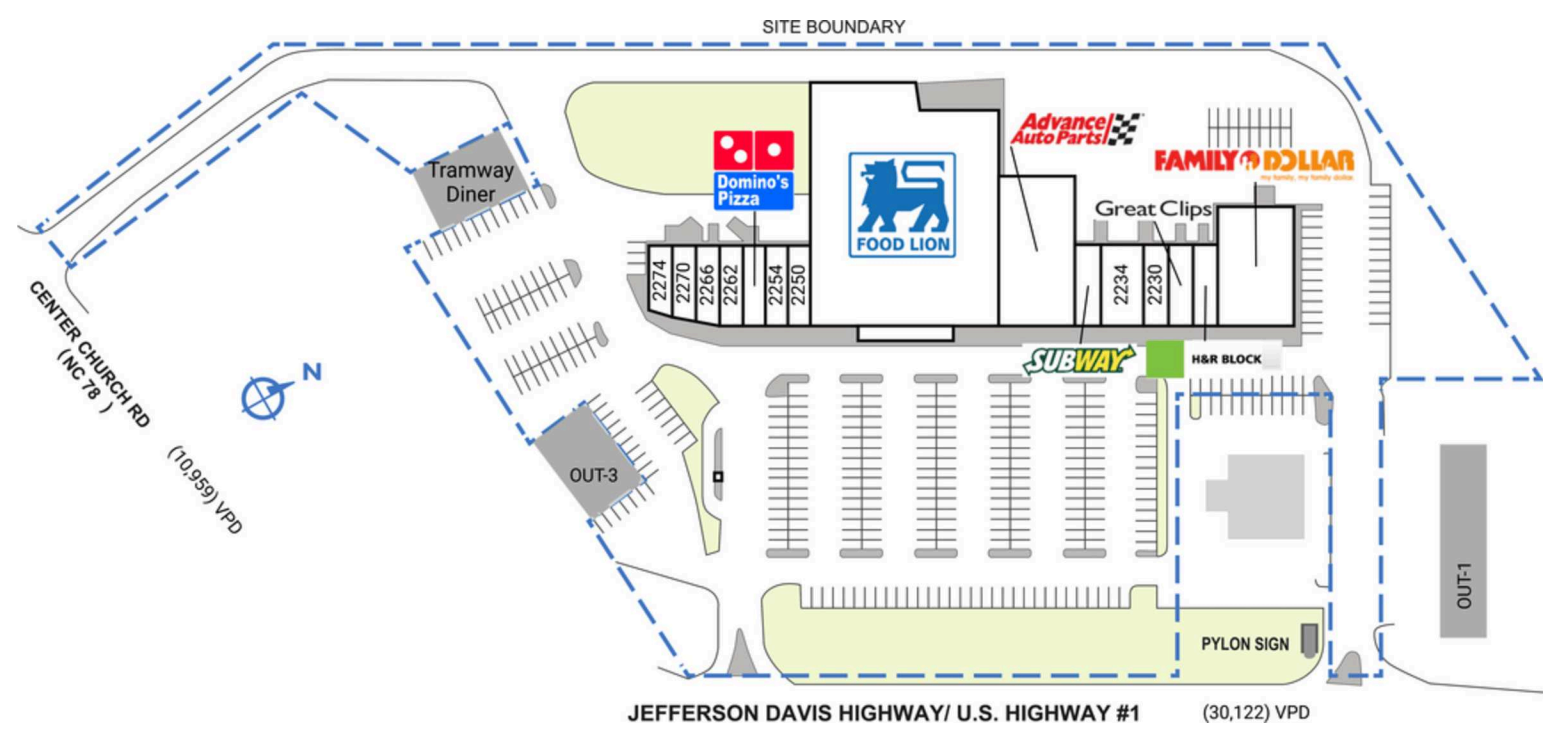 SITE BOUNDARY
Advance
Auto Parts
FAMILY DOLLAR
my family, my family dollar.
Tramway
Diner
Domino's
Pizza
FOOD LION
Great Clips
2274
2270
2266
2262
2254
2250
2234
2230
SUBWAY
H&R BLOCK
N
CENTER CHURCH RD
(NC 78 )
(10,959) VPD
OUT-3
OUT-1
PYLON SIGN
JEFFERSON DAVIS HIGHWAY/ U.S. HIGHWAY #1
(30,122) VPD